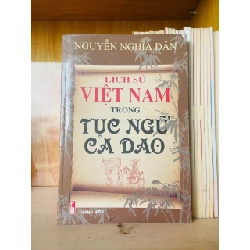 NGUYỄN NGHĨA DÂN
LỊCH SỬ
VIỆT NAM
TRONG
TỤC NGỮ
CA DAO